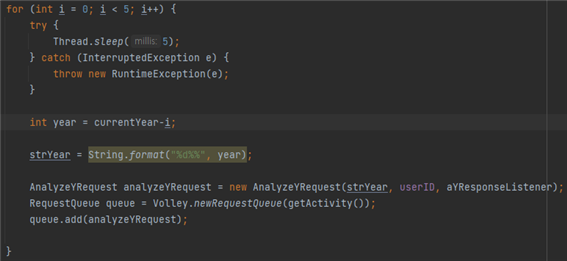 for (int i = 0; i < 5; i++) {
try {
Thread.sleep( millis: 5);
} catch (InterruptedException e) {
throw new RuntimeException(e);
}
int year = currentYear-i;
strYear = String.format("%d%%", year);
AnalyzeYRequest analyzeYRequest = new AnalyzeYRequest(strYear, userID, aYResponseListener);
RequestQueue queue = Volley.newRequestQueue(getActivity());
queue.add(analyzeYRequest);
}